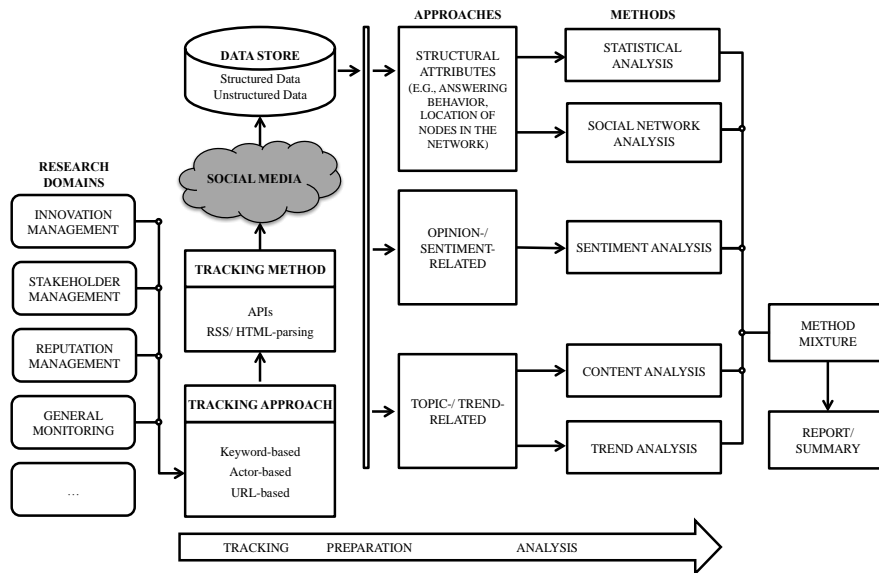 RESEARCH
DOMAINS
INNOVATION
MANAGEMENT
STAKEHOLDER
MANAGEMENT
REPUTATION
MANAGEMENT
GENERAL
MONITORING
…
DATA STORE
Structured Data
Unstructured Data
SOCIAL MEDIA
TRACKING METHOD
APIs
RSS/ HTML-parsing
TRACKING APPROACH
Keyword-based
Actor-based
URL-based
APPROACHES
STRUCTURAL
ATTRIBUTES
(E.G., ANSWERING
BEHAVIOR,
LOCATION OF
NODES IN THE
NETWORK)
OPINION-/
SENTIMENT-
RELATED
TOPIC-/ TREND-
RELATED
METHODS
STATISTICAL
ANALYSIS
SOCIAL NETWORK
ANALYSIS
SENTIMENT ANALYSIS
CONTENT ANALYSIS
TREND ANALYSIS
METHOD
MIXTURE
REPORT/
SUMMARY
TRACKING PREPARATION ANALYSIS